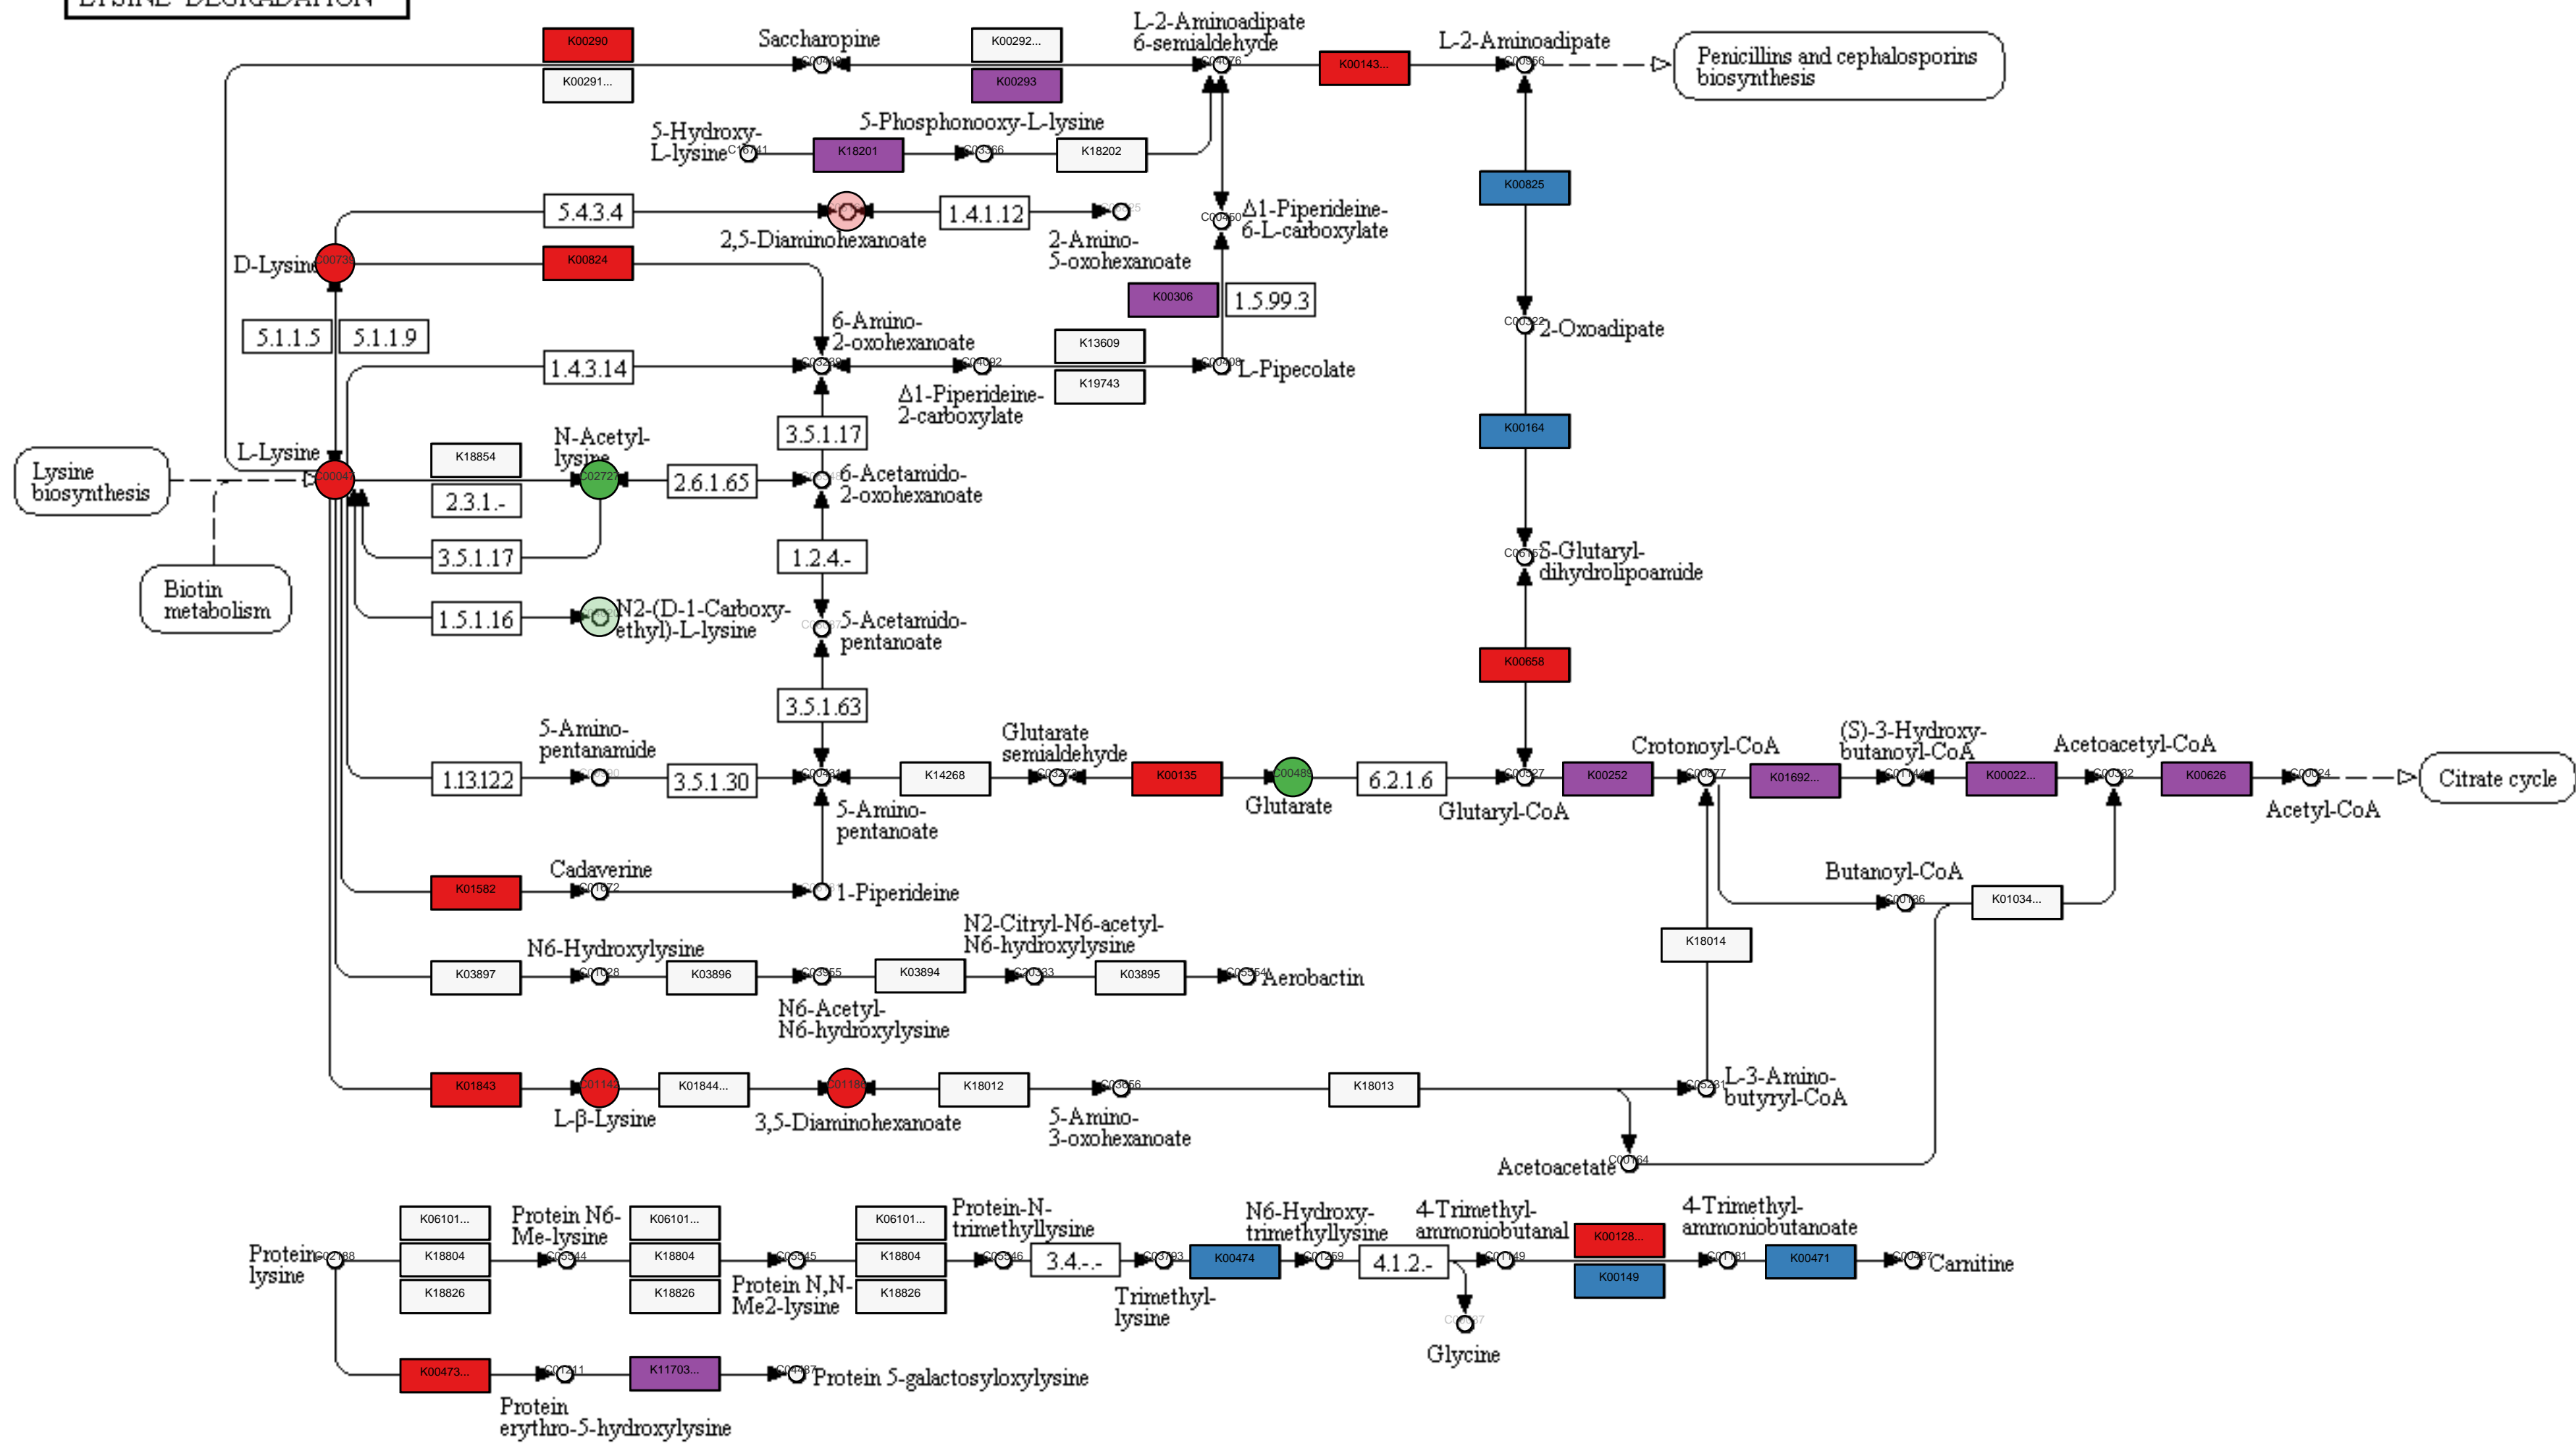 LYSINE DEGRADATION
K00290
Saccharopine
K00292...
L-2-Aminoadipate
6-semialdehyde
L-2-Aminoadipate
K00291...
K00293
K00143...
Penicillins and cephalosporins
biosynthesis
5-Hydroxy-
L-lysine
5-Phosphonooxy-L-lysine
K18201
K18202
K00825
5.4.3.4
2,5-Diaminohexanoate
1.4.1.12
2-Amino-
5-oxohexanoate
Δ1-Piperideine-
6-L-carboxylate
D-Lysine
K00824
K00306
1.5.99.3
5.1.1.5
5.1.1.9
6-Amino-
2-oxohexanoate
2-Oxoadipate
1.4.3.14
Δ1-Piperideine-
2-carboxylate
K13609
K19743
L-Pipecolate
3.5.1.17
K00164
Lysine
biosynthesis
L-Lysine
K18854
2.3.1.-
N-Acetyl-
lysine
C02727
2.6.1.65
6-Acetamido-
2-oxohexanoate
3.5.1.17
1.2.4.-
S-Glutaryl-
dihydrolipoamide
Biotin
metabolism
1.5.1.16
N2-(D-1-Carboxy-
ethyl)-L-lysine
5-Acetamido-
pentanoate
K00658
3.5.1.63
5-Amino-
pentanamide
1.13.12.2
3.5.1.30
5-Amino-
pentanoate
K14268
Glutarate
semialdehyde
K00135
C00489
Glutarate
6.2.1.6
Glutaryl-CoA
K00252
Crotonoyl-CoA
K01692...
(S)-3-Hydroxy-
butanoyl-CoA
K00022...
Acetoacetyl-CoA
K00626
Acetyl-CoA
Citrate cycle
K01582
Cadaverine
1-Piperideine
Butanoyl-CoA
K01034...
K18014
K03897
N6-Hydroxylysine
K03896
N6-Acetyl-
N6-hydroxylysine
K03894
N2-Citryl-N6-acetyl-
N6-hydroxylysine
K03895
Aerobactin
K01843
L-β-Lysine
K01844...
3,5-Diaminohexanoate
K18012
5-Amino-
3-oxohexanoate
K18013
L-3-Amino-
butyryl-CoA
Acetoacetate
Protein
lysine
K06101...
K18804
K18826
Protein N6-
Me-lysine
K06101...
K18804
K18826
Protein N,N-
Me2-lysine
K06101...
K18804
K18826
Protein-N-
trimethyllysine
3.4.-.-
Trimethyl-
lysine
K00474
N6-Hydroxy-
trimethyllysine
4.1.2.-
4-Trimethyl-
ammoniobutanal
Glycine
K00128...
K00149
4-Trimethyl-
ammoniobutanoate
K00471
Carnitine
K00473...
Protein
erythro-5-hydroxylysine
K11703...
Protein 5-galactosyloxylysine